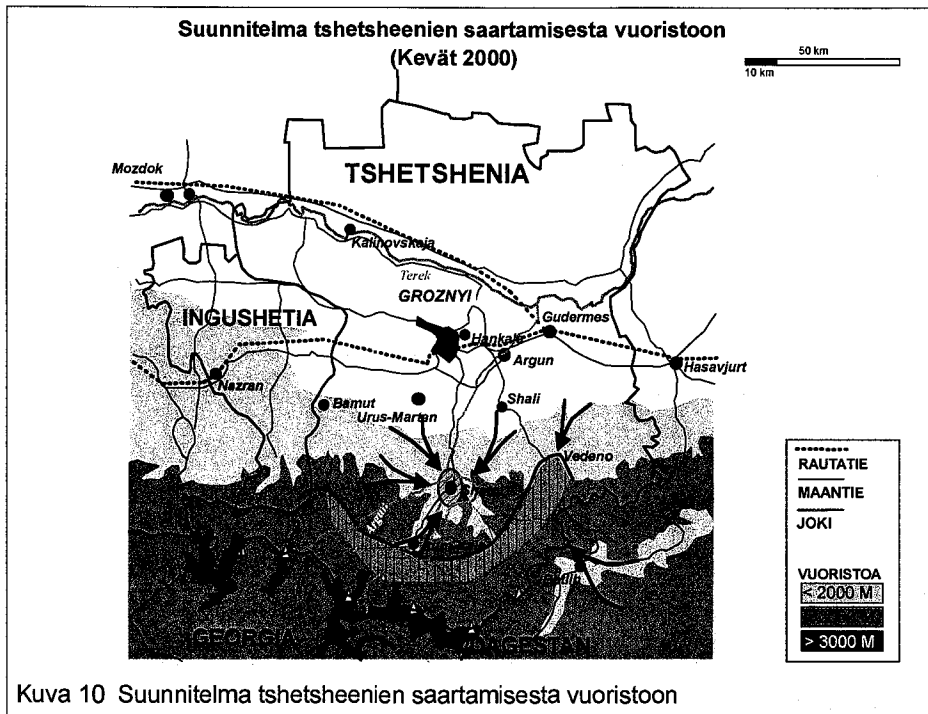 Suunnitelma tshetsheenien saartamisesta vuoristoon
(Kevät 2000)
50 km
10 km
TSHETSHENIA
Mozdok
Kalinovskaja
Terek
GROZNYI
Gudermes
INGUSHETIA
Hankala
Argun
Hasavjurt
Nazran
Bamut
Urus-Martan
Shali
Vedeno
Argun
RAUTATIE
MAANTIE
JOKI
VUORISTOA
< 2000 M
> 3000 M
GEORGIA
DAGESTAN
Kuva 10 Suunnitelma tshetsheenien saartamisesta vuoristoon